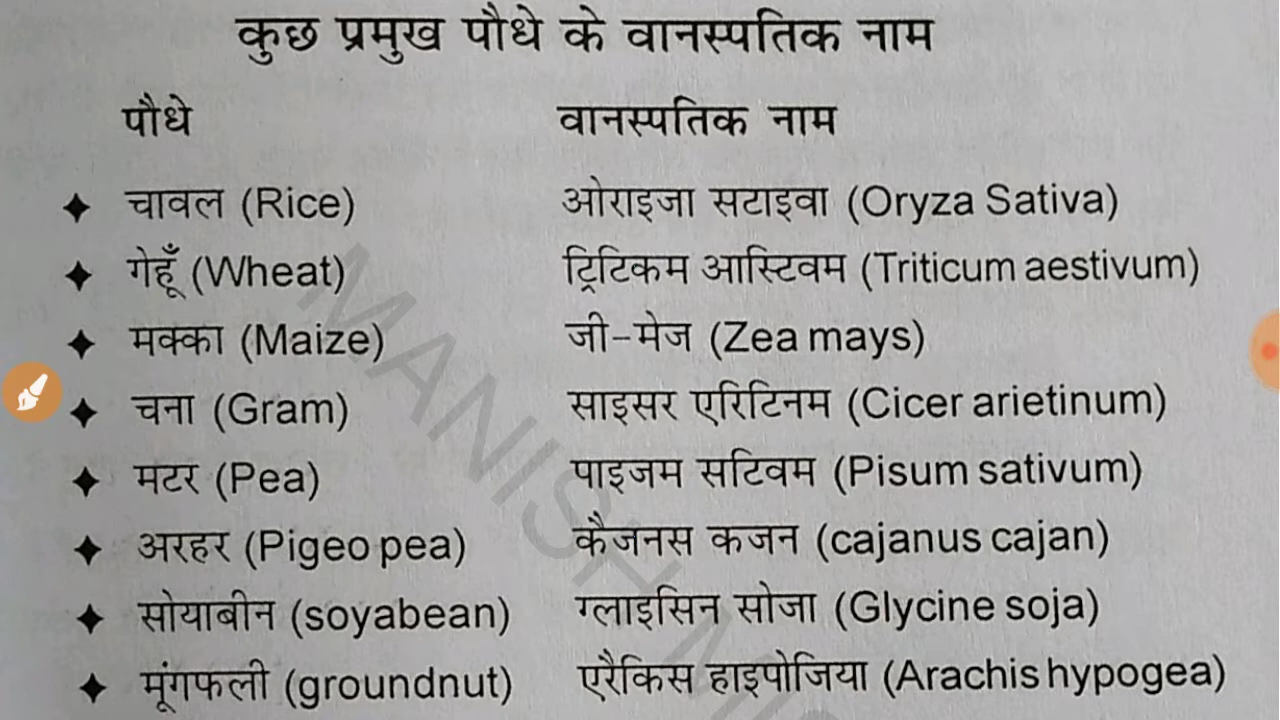 कुछ प्रमुख पौधे के वानस्पतिक नाम
पौधे वानस्पतिक नाम
✦ चावल (Rice) ओराइजा सटाइवा (Oryza Sativa)
✦ गेहूँ (Wheat) ट्रिटिकम आस्टिवम (Triticum aestivum)
✦ मक्का (Maize) जी-मेज (Zea mays)
✦ चना (Gram) साइसर एरिटिनम (Cicer arietinum)
✦ मटर (Pea) पाइजम सटिवम (Pisum sativum)
✦ अरहर (Pigeo pea) कैजनस कजन (cajanus cajan)
✦ सोयाबीन (soyabean) ग्लाइसिन सोजा (Glycine soja)
✦ मूंगफली (groundnut) एरैकिस हाइपोजिया (Arachis hypogea)
MANISH